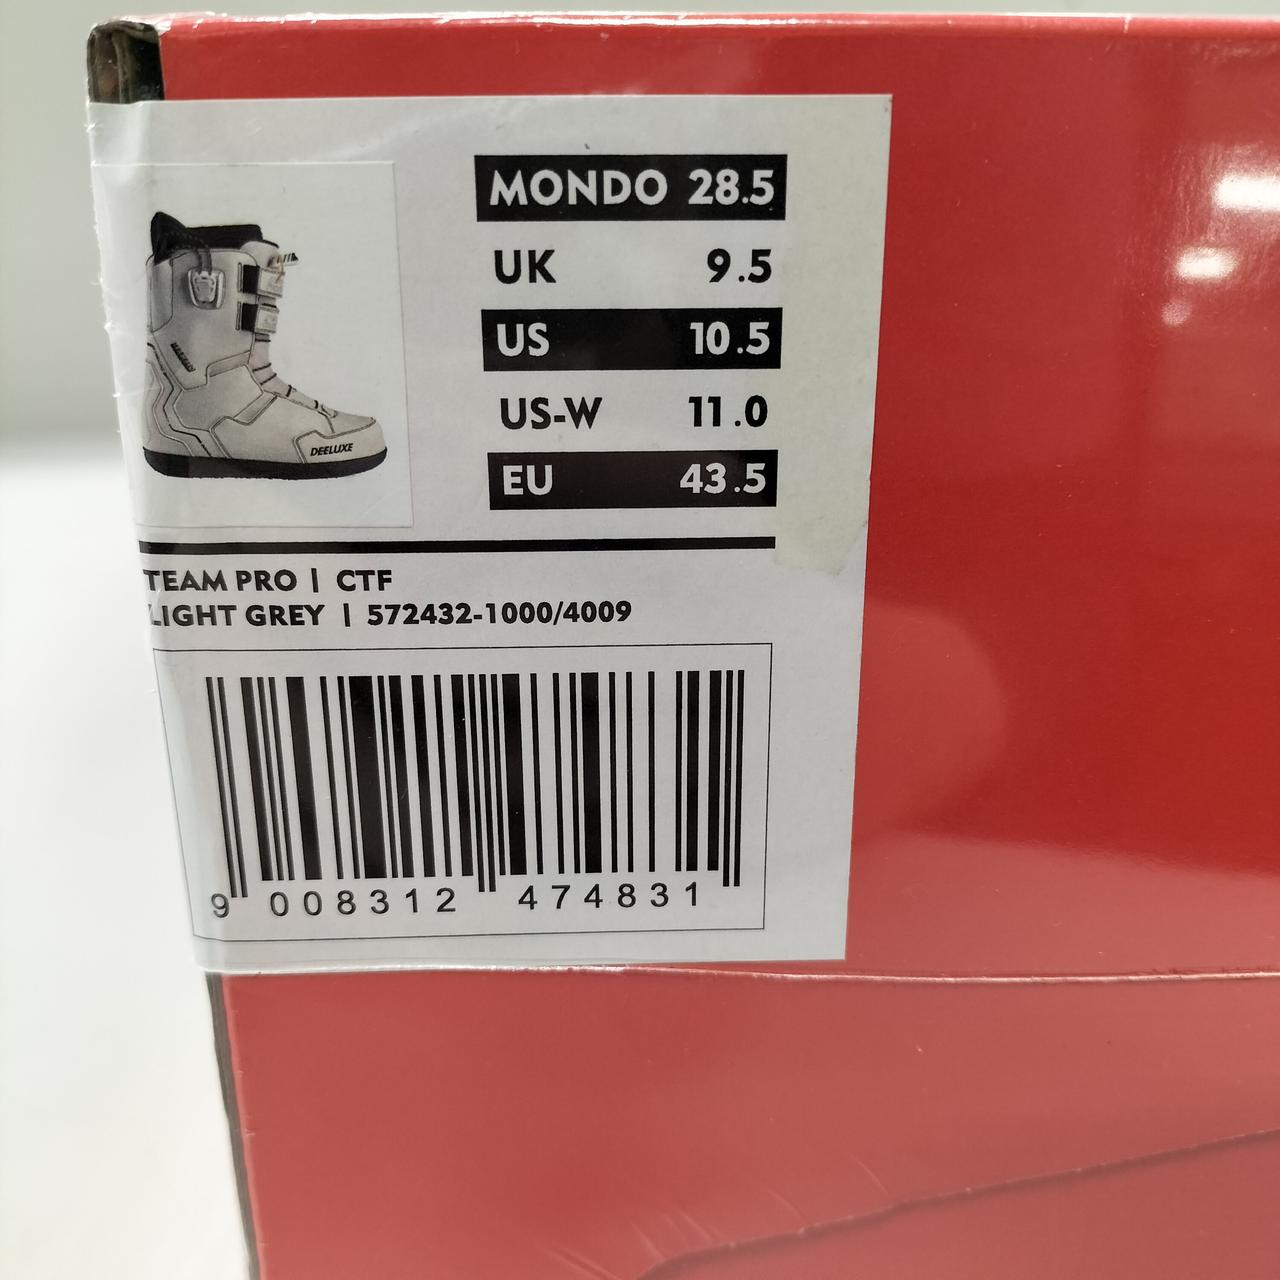 MONDO 28.5
UK 9.5
US 10.5
US-W 11.0
EU 43.5
DEELUXE
TEAM PRO | CTF
LIGHT GREY | 572432-1000/4009
9 008312 474831